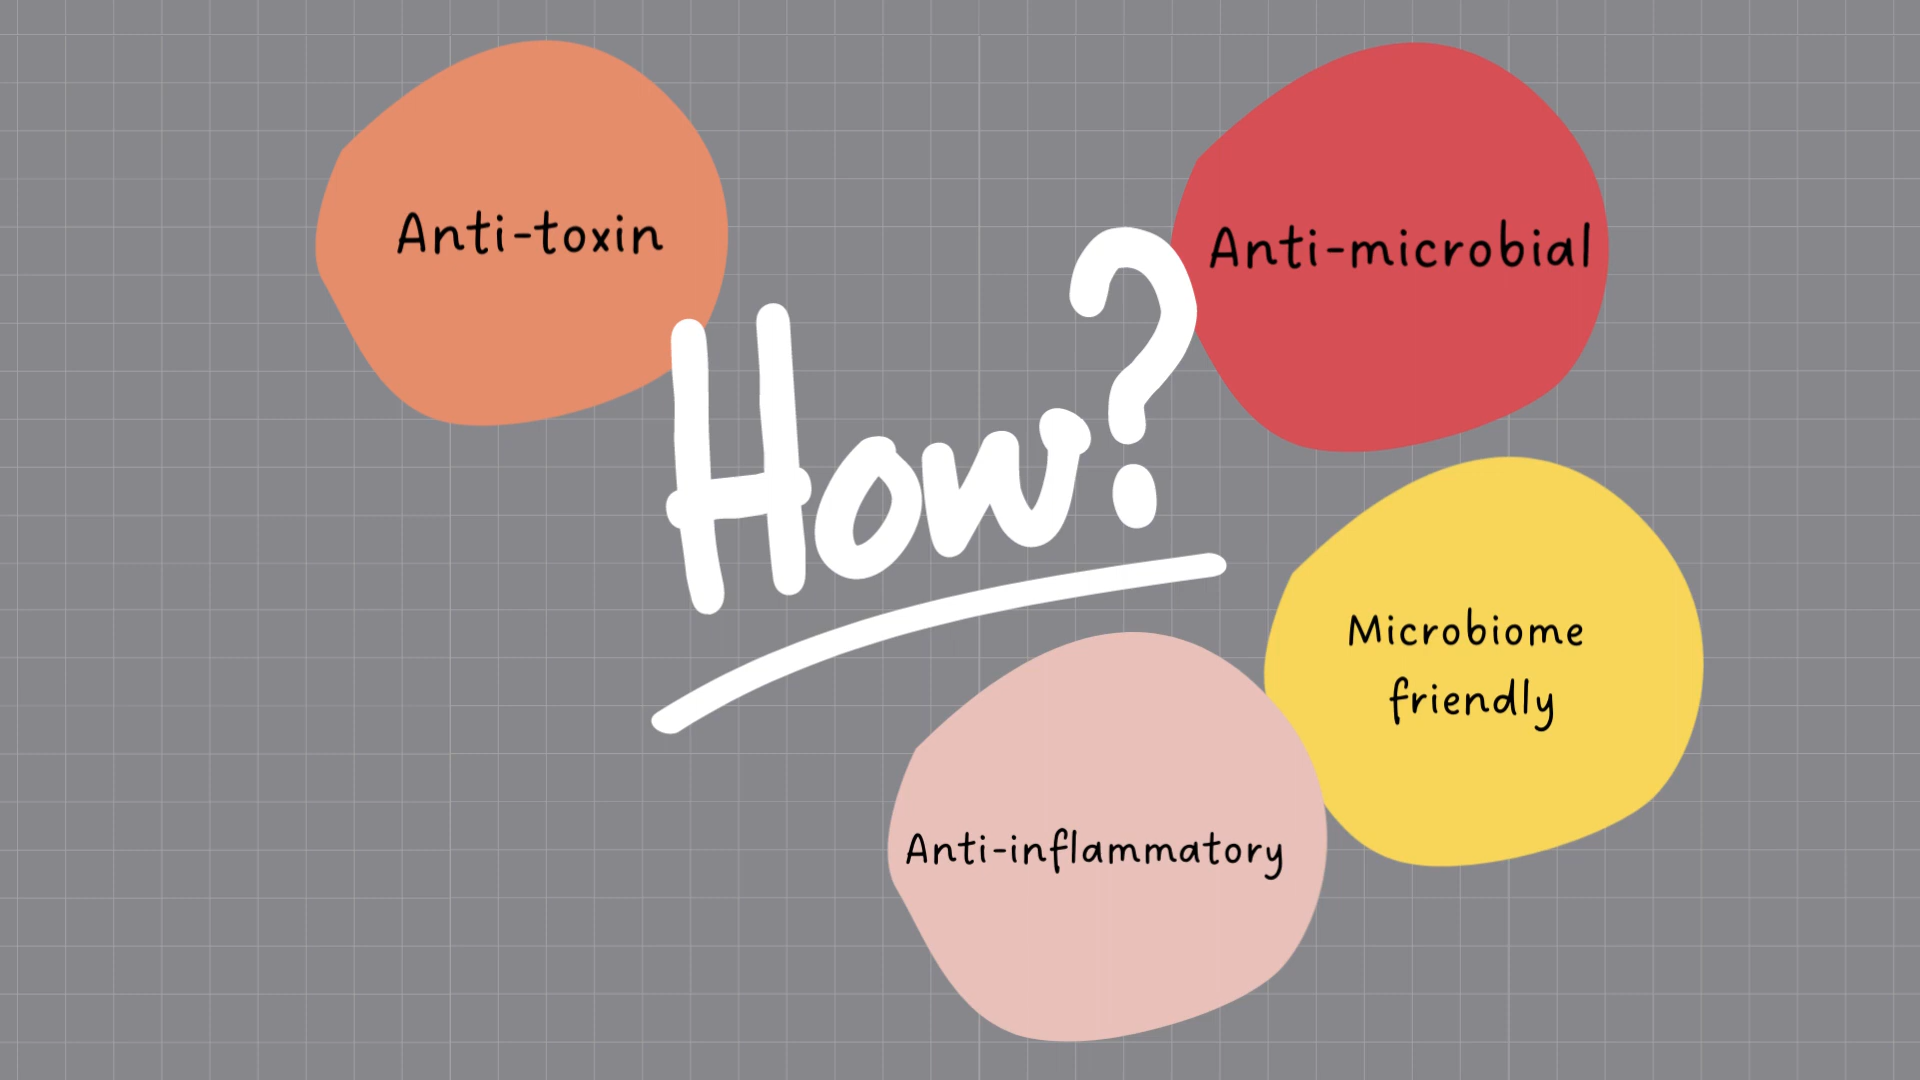 Anti-toxin
Anti-microbial
How?
Microbiome
friendly
Anti-inflammatory